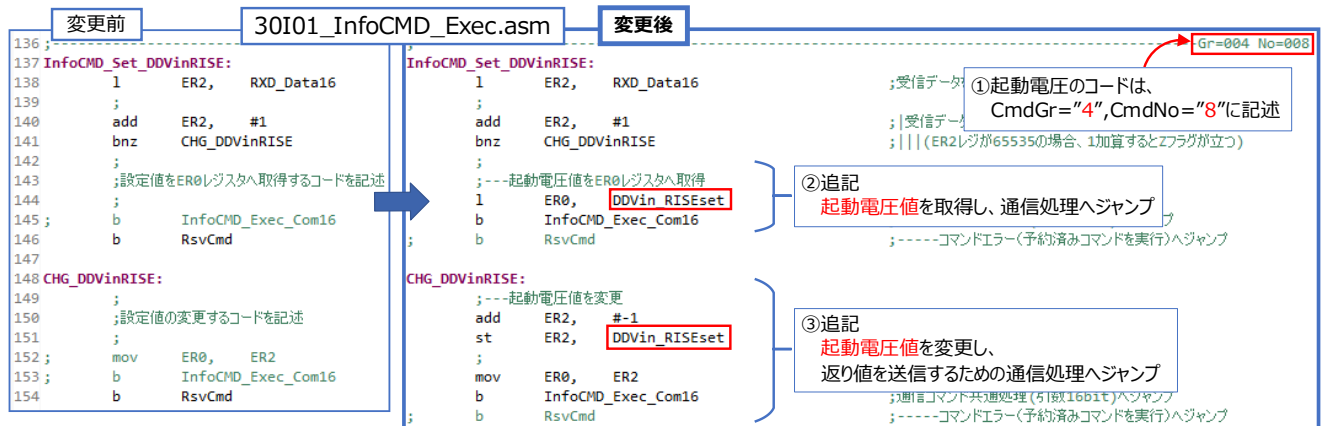 変更前
30I01_InfoCMD_Exec.asm
変更後
136 ;
137 InfoCMD_Set_DDVinRISE:
138 l ER2, RXD_Data16
139 ;
140 add ER2, #1
141 bnz CHG_DDVinRISE
142 ;
143 ;設定値をER0レジスタへ取得するコードを記述
144 ;
145 ; b InfoCMD_Exec_Com16
146 b RsvCmd
147
148 CHG_DDVinRISE:
149 ;
150 ;設定値の変更するコードを記述
151 ;
152 ; mov ER0, ER2
153 ; b InfoCMD_Exec_Com16
154 b RsvCmd
Gr=004 No=008
InfoCMD_Set_DDVinRISE:
l ER2, RXD_Data16 ;受信データ
;
add ER2, #1 ;|受信データ
bnz CHG_DDVinRISE ;|||(ER2レジが65535の場合、1加算するとZフラグが立つ)
;
;---起動電圧値をER0レジスタへ取得
l ER0, DDVin_RISEset
b InfoCMD_Exec_Com16
; b RsvCmd ;-----コマンドエラー(予約済みコマンドを実行)へジャンプ
CHG_DDVinRISE:
;---起動電圧値を変更
add ER2, #-1
st ER2, DDVin_RISEset
;
mov ER0, ER2
b InfoCMD_Exec_Com16 ;通信コマンド共通処理(引数16bit)へジャンプ
; b RsvCmd ;-----コマンドエラー(予約済みコマンドを実行)へジャンプ
①起動電圧のコードは、
CmdGr="4",CmdNo="8"に記述
②追記
起動電圧値を取得し、通信処理へジャンプ
③追記
起動電圧値を変更し、
返り値を送信するための通信処理へジャンプ